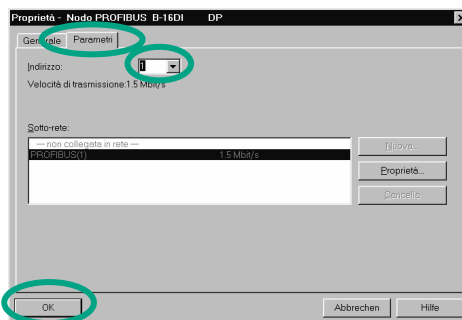 Proprietà - Nodo PROFIBUS B-16DI DP
Generale Parametri
Indirizzo: 1
Velocità di trasmissione:1.5 Mbit/s
Sotto-rete:
--- non collegata in rete ---
PROFIBUS(1) 1.5 Mbit/s
Nuova...
Proprietà...
Cancella
OK Abbrechen Hilfe